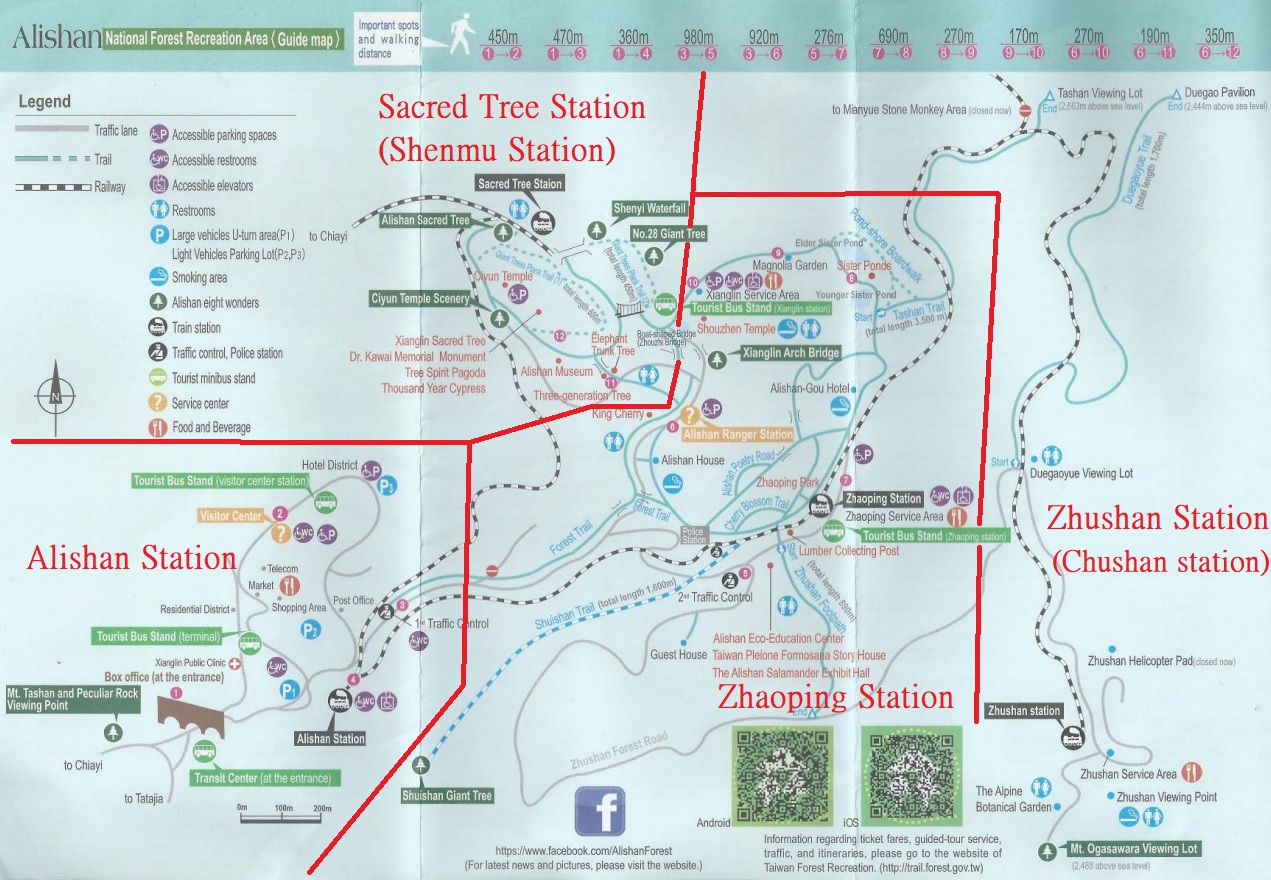 Alishan National Forest Recreation Area〈Guide map〉
Important spots
and walking
distance
450m 470m 360m 980m 920m 276m 690m 270m 170m 270m 190m 350m
1→2 1→3 1→4 3→5 3→6 5→7 7→8 8→9 9→10 6→10 6→11 6→12
Legend
Traffic lane
Trail
Railway
Accessible parking spaces
Accessible restrooms
Accessible elevators
Restrooms
Large vehicles U-turn area(P1)
Light Vehicles Parking Lot(P2,P3)
Smoking area
Alishan eight wonders
Train station
Traffic control, Police station
Tourist minibus stand
Service center
Food and Beverage
N
Sacred Tree Station
(Shenmu Station)
to Chiayi
Sacred Tree Staion
Alishan Sacred Tree
Shenyi Waterfall
No.28 Giant Tree
Giant Trees Plank Trail (1) total length 600m
(total length 450m)
Ciyun Temple
Ciyun Temple Scenery
Xianglin Sacred Tree
Dr. Kawai Memorial Monument
Tree Spirit Pagoda
Thousand Year Cypress
12
Alishan Museum
Elephant
Trunk Tree
11
Three-generation Tree
Boat-shaped Bridge
(Zhouzhi Bridge)
King Cherry
to Mianyue Stone Monkey Area (closed now)
Tashan Viewing Lot
End (2,663m above sea level)
Duegao Pavilion
End (2,444m above sea level)
Duegaoyue Trail
(total length 1,700m)
Pond-shore Boardwalk
Elder Sister Pond
9
Magnolia Garden
Sister Ponds
8
Younger Sister Pond
10
Xianglin Service Area
Tourist Bus Stand (Xianglin station)
Start
Tashan Trail
(total length 3,500 m)
Shouzhen Temple
Xianglin Arch Bridge
Alishan-Gou Hotel
6
Alishan Ranger Station
Alishan House
Alishan Poetry Road
Cherry Blossom Trail
Zhaoping Park
7
Zhaoping Station
Zhaoping Service Area
Tourist Bus Stand (Zhaoping station)
Forest Trail
Forest Trail
Police
Station
Lumber Collecting Post
Start
Zhushan Footpath
(total length 890m)
End
2nd Traffic Control
5
Shuishan Trail (total length 1,600m)
Guest House
Alishan Eco-Education Center
Taiwan Pleione Formosana Story House
The Alishan Salamander Exhibit Hall
Zhaoping Station
Start
Duegaoyue Viewing Lot
Zhushan Station
(Chushan station)
Zhushan Helicopter Pad(closed now)
Zhushan station
Zhushan Service Area
The Alpine
Botanical Garden
Zhushan Viewing Point
Mt. Ogasawara Viewing Lot
(2,488 above sea level)
Hotel District
P3
Tourist Bus Stand (visitor center station)
Visitor Center
2
Alishan Station
Telecom
Market
Shopping Area
Residential District
Post Office
P2
3
1st Traffic Control
Tourist Bus Stand (terminal)
Xianglin Public Clinic
Box office (at the entrance)
1
P1
4
Mt. Tashan and Peculiar Rock
Viewing Point
Alishan Station
to Chiayi
Transit Center (at the entrance)
to Tatajia
0m 100m 200m
Shuishan Giant Tree
Zhushan Forest Road
f
https://www.facebook.com/AlishanForest
(For latest news and pictures, please visit the website.)
Android
iOS
Information regarding ticket fares, guided-tour service,
traffic, and itineraries, please go to the website of
Taiwan Forest Recreation. (http://trail.forest.gov.tw)